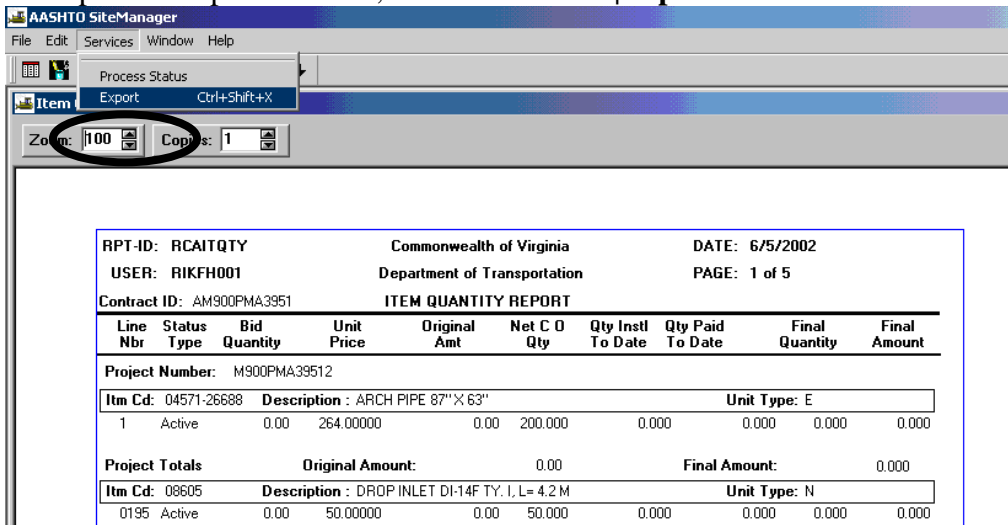 AASHTO SiteManager
File Edit Services Window Help
Process Status
Export Ctrl+Shift+X
Item
Zoom: 100 Copies: 1
RPT-ID: RCAITQTY Commonwealth of Virginia DATE: 6/5/2002
USER: RIKFH001 Department of Transportation PAGE: 1 of 5
Contract ID: AM900PMA3951 ITEM QUANTITY REPORT
Line Nbr Status Type Bid Quantity Unit Price Original Amt Net C O Qty Qty Instl To Date Qty Paid To Date Final Quantity Final Amount
Project Number: M900PMA39512
Itm Cd: 04571-26688 Description : ARCH PIPE 87" X 63" Unit Type: E
1 Active 0.00 264.00000 0.00 200.000 0.000 0.000 0.000 0.000
Project Totals Original Amount: 0.00 Final Amount: 0.000
Itm Cd: 08605 Description : DROP INLET DI-14F TY. I, L= 4.2 M Unit Type: N
0195 Active 0.00 50.00000 0.00 50.000 0.000 0.000 0.000 0.000